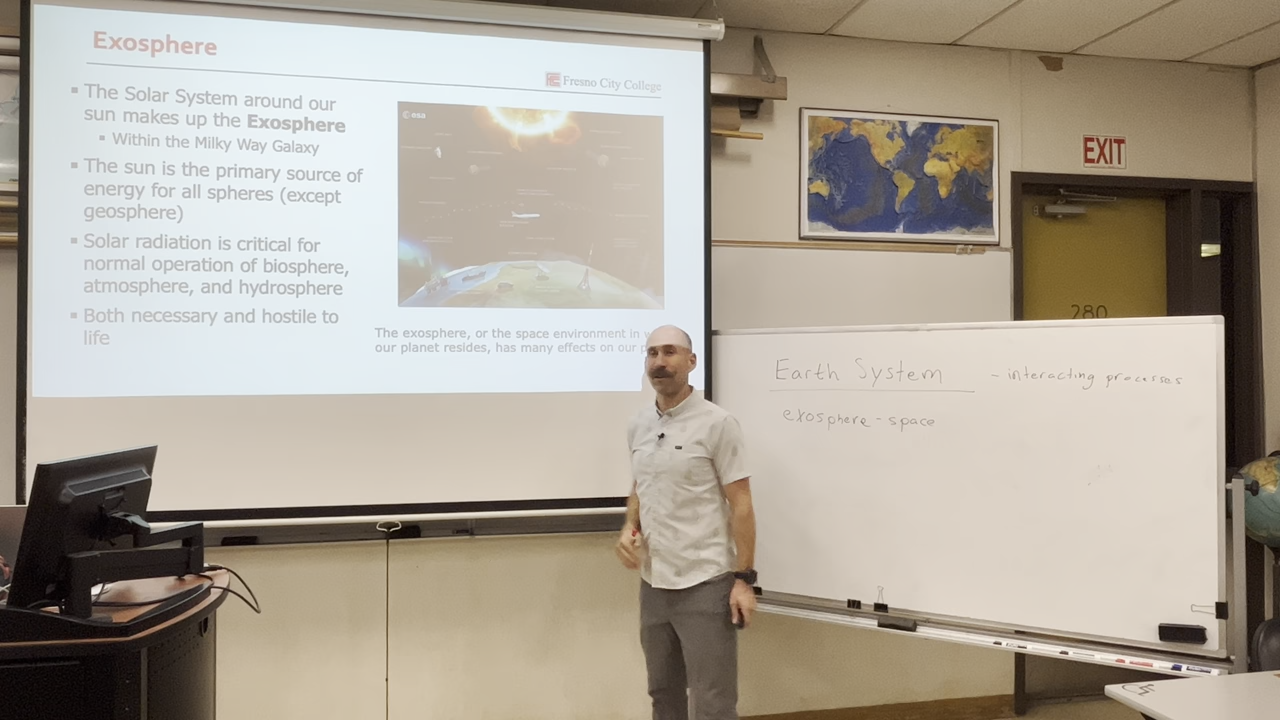 Exosphere
Fresno City College
▪ The Solar System around our
sun makes up the Exosphere
▪ Within the Milky Way Galaxy
▪ The sun is the primary source of
energy for all spheres (except
geosphere)
▪ Solar radiation is critical for
normal operation of biosphere,
atmosphere, and hydrosphere
▪ Both necessary and hostile to
life
esa
The exosphere, or the space environment in
our planet resides, has many effects on our
EXIT
280
Earth System - interacting processes
exosphere - space